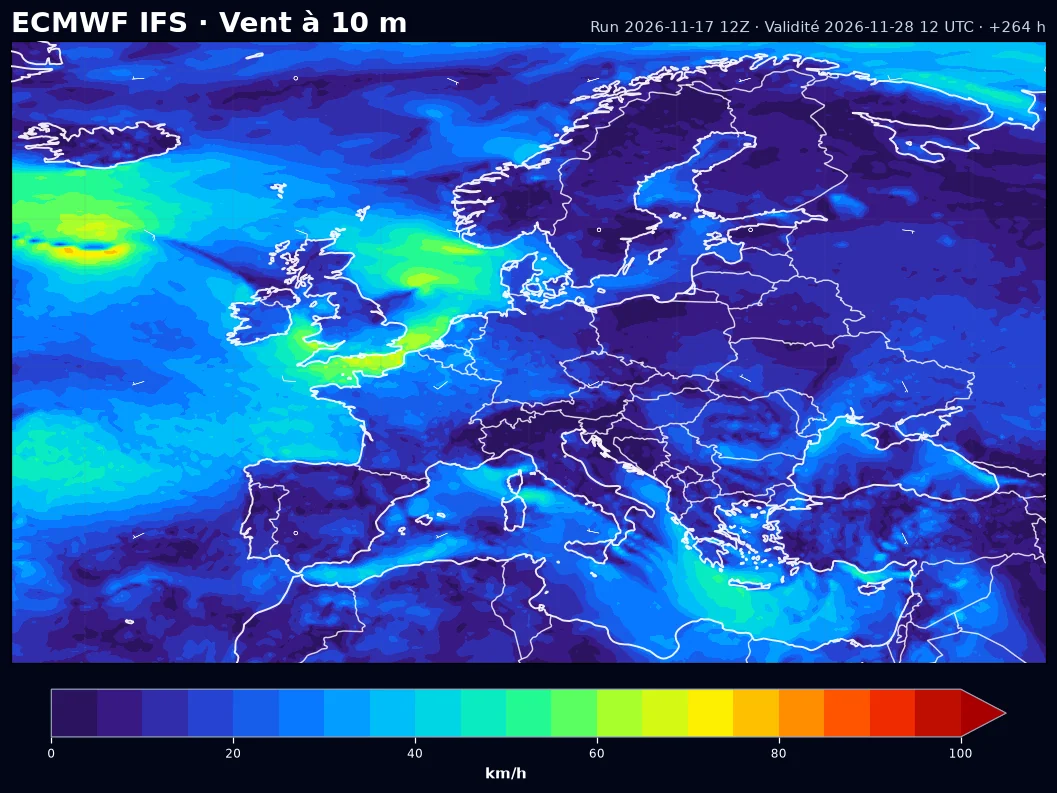 ECMWF IFS · Vent à 10 m
Run 2026-11-17 12Z · Validité 2026-11-28 12 UTC · +264 h
0 20 40 60 80 100
km/h